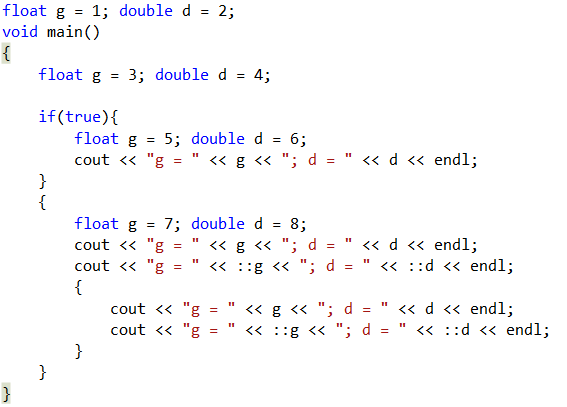 float g = 1; double d = 2;
void main()
{
    float g = 3; double d = 4;

    if(true){
        float g = 5; double d = 6;
        cout << "g = " << g << "; d = " << d << endl;
    }
    {
        float g = 7; double d = 8;
        cout << "g = " << g << "; d = " << d << endl;
        cout << "g = " << ::g << "; d = " << ::d << endl;
        {
            cout << "g = " << g << "; d = " << d << endl;
            cout << "g = " << ::g << "; d = " << ::d << endl;
        }
    }
}